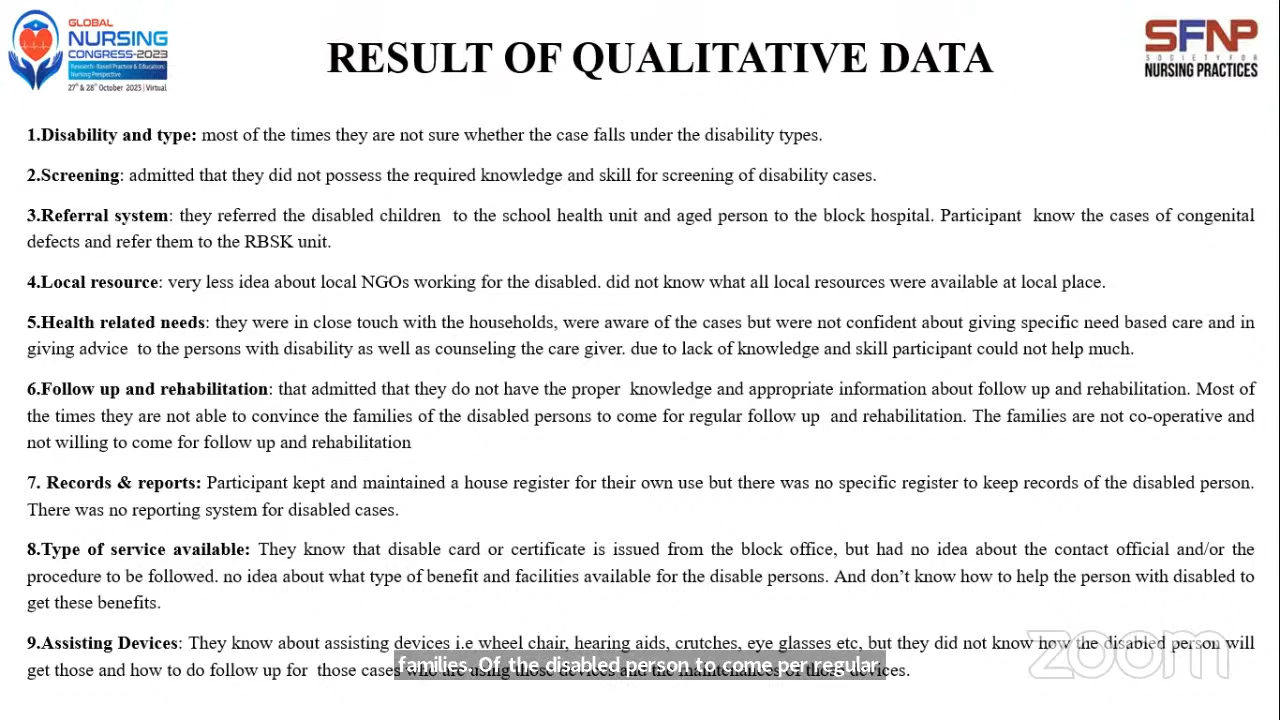 GLOBAL
NURSING
CONGRESS-2023
Research-Based Practice & Education:
Nursing Perspective
27th & 28th October 2023 | Virtual
RESULT OF QUALITATIVE DATA
SFNP
SOCIETY FOR
NURSING PRACTICES
1.Disability and type: most of the times they are not sure whether the case falls under the disability types.
2.Screening: admitted that they did not possess the required knowledge and skill for screening of disability cases.
3.Referral system: they referred the disabled children to the school health unit and aged person to the block hospital. Participant know the cases of congenital
defects and refer them to the RBSK unit.
4.Local resource: very less idea about local NGOs working for the disabled. did not know what all local resources were available at local place.
5.Health related needs: they were in close touch with the households, were aware of the cases but were not confident about giving specific need based care and in
giving advice to the persons with disability as well as counseling the care giver. due to lack of knowledge and skill participant could not help much.
6.Follow up and rehabilitation: that admitted that they do not have the proper knowledge and appropriate information about follow up and rehabilitation. Most of
the times they are not able to convince the families of the disabled persons to come for regular follow up and rehabilitation. The families are not co-operative and
not willing to come for follow up and rehabilitation
7. Records & reports: Participant kept and maintained a house register for their own use but there was no specific register to keep records of the disabled person.
There was no reporting system for disabled cases.
8.Type of service available: They know that disable card or certificate is issued from the block office, but had no idea about the contact official and/or the
procedure to be followed. no idea about what type of benefit and facilities available for the disable persons. And don't know how to help the person with disabled to
get these benefits.
9.Assisting Devices: They know about assisting devices i.e wheel chair, hearing aids, crutches, eye glasses etc, but they did not know how the disabled person will
get those and how to do follow up for those cases who are using those devices and the maintenances of those devices.
families. Of the disabled person to come per regular
zoom